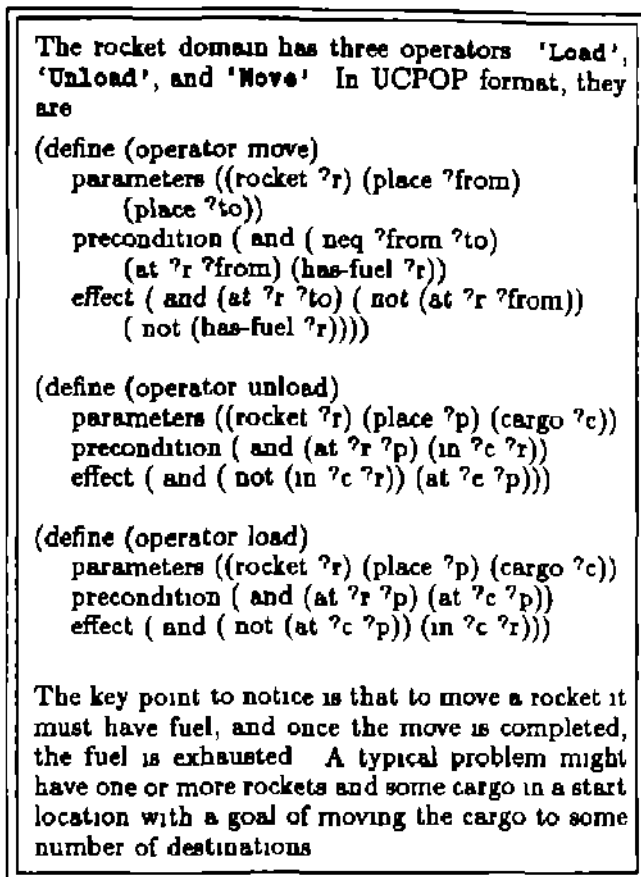 The rocket domain has three operators 'Load',
'Unload', and 'Move' In UCPOP format, they
are
(define (operator move)
parameters ((rocket ?r) (place ?from)
(place ?to))
precondition ( and ( neq ?from ?to)
(at ?r ?from) (has-fuel ?r))
effect ( and (at ?r ?to) ( not (at ?r ?from))
( not (has-fuel ?r))))
(define (operator unload)
parameters ((rocket ?r) (place ?p) (cargo ?c))
precondition ( and (at ?r ?p) (in ?c ?r))
effect ( and ( not (in ?c ?r)) (at ?c ?p)))
(define (operator load)
parameters ((rocket ?r) (place ?p) (cargo ?c))
precondition ( and (at ?r ?p) (at ?c ?p))
effect ( and ( not (at ?c ?p)) (in ?c ?r)))
The key point to notice is that to move a rocket it
must have fuel, and once the move is completed,
the fuel is exhausted A typical problem might
have one or more rockets and some cargo in a start
location with a goal of moving the cargo to some
number of destinations